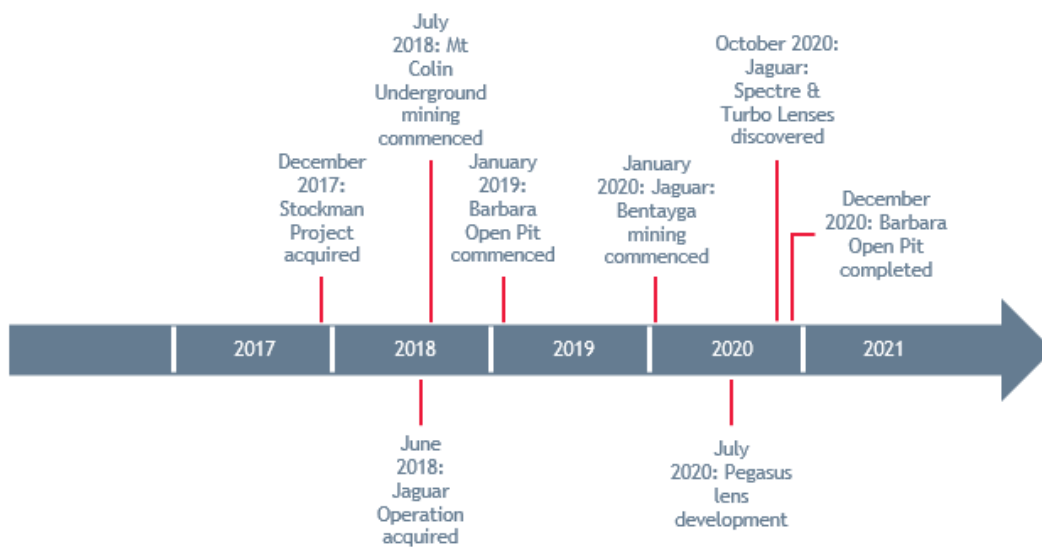 July
2018: Mt
Colin
Underground
mining
commenced
October 2020:
Jaguar:
Spectre &
Turbo Lenses
discovered
December
2017:
Stockman
Project
acquired
January
2019:
Barbara
Open Pit
commenced
January
2020: Jaguar:
Bentayga
mining
commenced
December
2020: Barbara
Open Pit
completed
2017
2018
2019
2020
2021
June
2018:
Jaguar
Operation
acquired
July
2020: Pegasus
lens
development